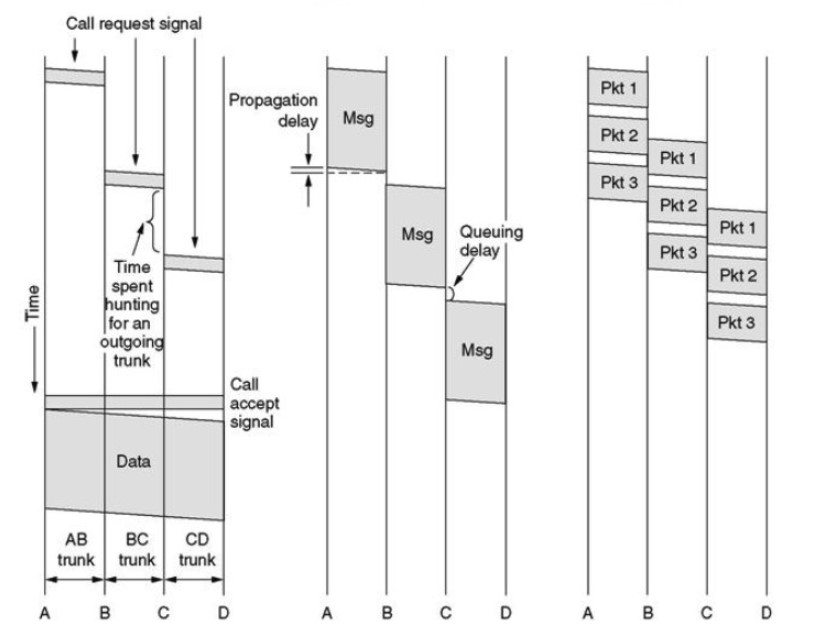 Call request signal
Time
spent
hunting
for an
outgoing
trunk
Time
Call
accept
signal
Data
AB
trunk
BC
trunk
CD
trunk
A
B
C
D
Propagation
delay
Msg
Msg
Queuing
delay
Msg
A
B
C
D
Pkt 1
Pkt 2
Pkt 3
Pkt 1
Pkt 2
Pkt 3
Pkt 1
Pkt 2
Pkt 3
A
B
C
D